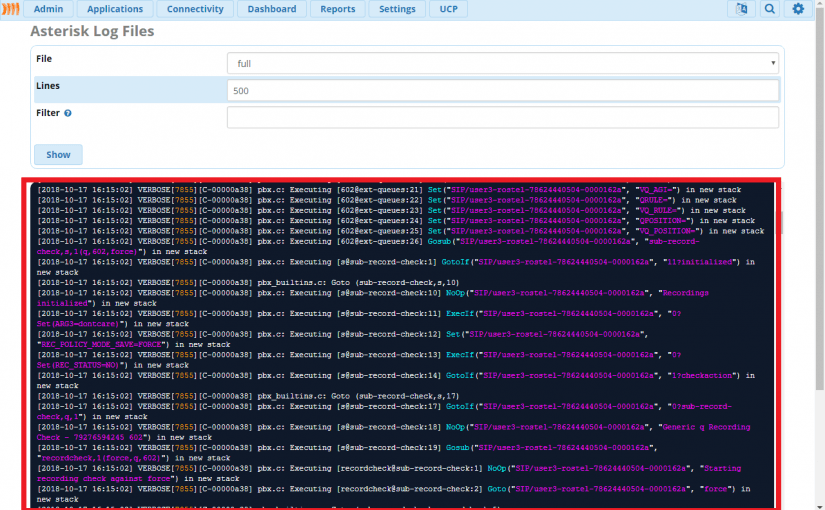 Admin Applications Connectivity Dashboard Reports Settings UCP
Asterisk Log Files
File full
Lines 500
Filter
Show
[2018-10-17 16:15:02] VERBOSE[7855][C-00000a38] pbx.c: Executing [602@ext-queues:21] Set("SIP/user3-rostel-78624440504-0000162a", "VQ_AGI=") in new stack
[2018-10-17 16:15:02] VERBOSE[7855][C-00000a38] pbx.c: Executing [602@ext-queues:22] Set("SIP/user3-rostel-78624440504-0000162a", "QRULE=") in new stack
[2018-10-17 16:15:02] VERBOSE[7855][C-00000a38] pbx.c: Executing [602@ext-queues:23] Set("SIP/user3-rostel-78624440504-0000162a", "VQ_RULE=") in new stack
[2018-10-17 16:15:02] VERBOSE[7855][C-00000a38] pbx.c: Executing [602@ext-queues:24] Set("SIP/user3-rostel-78624440504-0000162a", "QPOSITION=") in new stack
[2018-10-17 16:15:02] VERBOSE[7855][C-00000a38] pbx.c: Executing [602@ext-queues:25] Set("SIP/user3-rostel-78624440504-0000162a", "VQ_POSITION=") in new stack
[2018-10-17 16:15:02] VERBOSE[7855][C-00000a38] pbx.c: Executing [602@ext-queues:26] Gosub("SIP/user3-rostel-78624440504-0000162a", "sub-record-
check,s,1(q,602,force)") in new stack
[2018-10-17 16:15:02] VERBOSE[7855][C-00000a38] pbx.c: Executing [s@sub-record-check:1] GotoIf("SIP/user3-rostel-78624440504-0000162a", "11?initialized") in
new stack
[2018-10-17 16:15:02] VERBOSE[7855][C-00000a38] pbx_builtins.c: Goto (sub-record-check,s,10)
[2018-10-17 16:15:02] VERBOSE[7855][C-00000a38] pbx.c: Executing [s@sub-record-check:10] NoOp("SIP/user3-rostel-78624440504-0000162a", "Recordings
initialized") in new stack
[2018-10-17 16:15:02] VERBOSE[7855][C-00000a38] pbx.c: Executing [s@sub-record-check:11] ExecIf("SIP/user3-rostel-78624440504-0000162a", "0?
Set(ARG3=dontcare)") in new stack
[2018-10-17 16:15:02] VERBOSE[7855][C-00000a38] pbx.c: Executing [s@sub-record-check:12] Set("SIP/user3-rostel-78624440504-0000162a",
"REC_POLICY_MODE_SAVE=FORCE") in new stack
[2018-10-17 16:15:02] VERBOSE[7855][C-00000a38] pbx.c: Executing [s@sub-record-check:13] ExecIf("SIP/user3-rostel-78624440504-0000162a", "0?
Set(REC_STATUS=NO)") in new stack
[2018-10-17 16:15:02] VERBOSE[7855][C-00000a38] pbx.c: Executing [s@sub-record-check:14] GotoIf("SIP/user3-rostel-78624440504-0000162a", "1?checkaction") in
new stack
[2018-10-17 16:15:02] VERBOSE[7855][C-00000a38] pbx_builtins.c: Goto (sub-record-check,s,17)
[2018-10-17 16:15:02] VERBOSE[7855][C-00000a38] pbx.c: Executing [s@sub-record-check:17] GotoIf("SIP/user3-rostel-78624440504-0000162a", "0?sub-record-
check,q,1") in new stack
[2018-10-17 16:15:02] VERBOSE[7855][C-00000a38] pbx.c: Executing [s@sub-record-check:18] NoOp("SIP/user3-rostel-78624440504-0000162a", "Generic q Recording
Check - 79276594245 602") in new stack
[2018-10-17 16:15:02] VERBOSE[7855][C-00000a38] pbx.c: Executing [s@sub-record-check:19] Gosub("SIP/user3-rostel-78624440504-0000162a",
"recordcheck,1(force,q,602)") in new stack
[2018-10-17 16:15:02] VERBOSE[7855][C-00000a38] pbx.c: Executing [recordcheck@sub-record-check:1] NoOp("SIP/user3-rostel-78624440504-0000162a", "Starting
recording check against force") in new stack
[2018-10-17 16:15:02] VERBOSE[7855][C-00000a38] pbx.c: Executing [recordcheck@sub-record-check:2] Goto("SIP/user3-rostel-78624440504-0000162a", "force") in
new stack